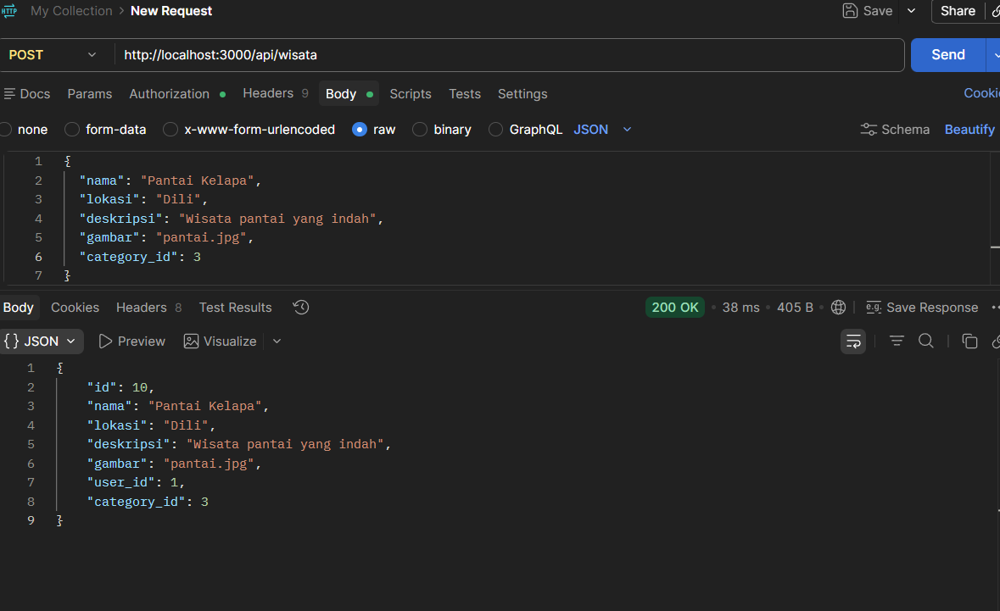 HTTP My Collection > New Request Save Share
POST http://localhost:3000/api/wisata Send
Docs Params Authorization Headers 9 Body Scripts Tests Settings Cookie
none form-data x-www-form-urlencoded raw binary GraphQL JSON Schema Beautify
1 {
2 "nama": "Pantai Kelapa",
3 "lokasi": "Dili",
4 "deskripsi": "Wisata pantai yang indah",
5 "gambar": "pantai.jpg",
6 "category_id": 3
7 }
Body Cookies Headers 8 Test Results 200 OK • 38 ms • 405 B • e.g. Save Response
{} JSON Preview Visualize
1 {
2 "id": 10,
3 "nama": "Pantai Kelapa",
4 "lokasi": "Dili",
5 "deskripsi": "Wisata pantai yang indah",
6 "gambar": "pantai.jpg",
7 "user_id": 1,
8 "category_id": 3
9 }